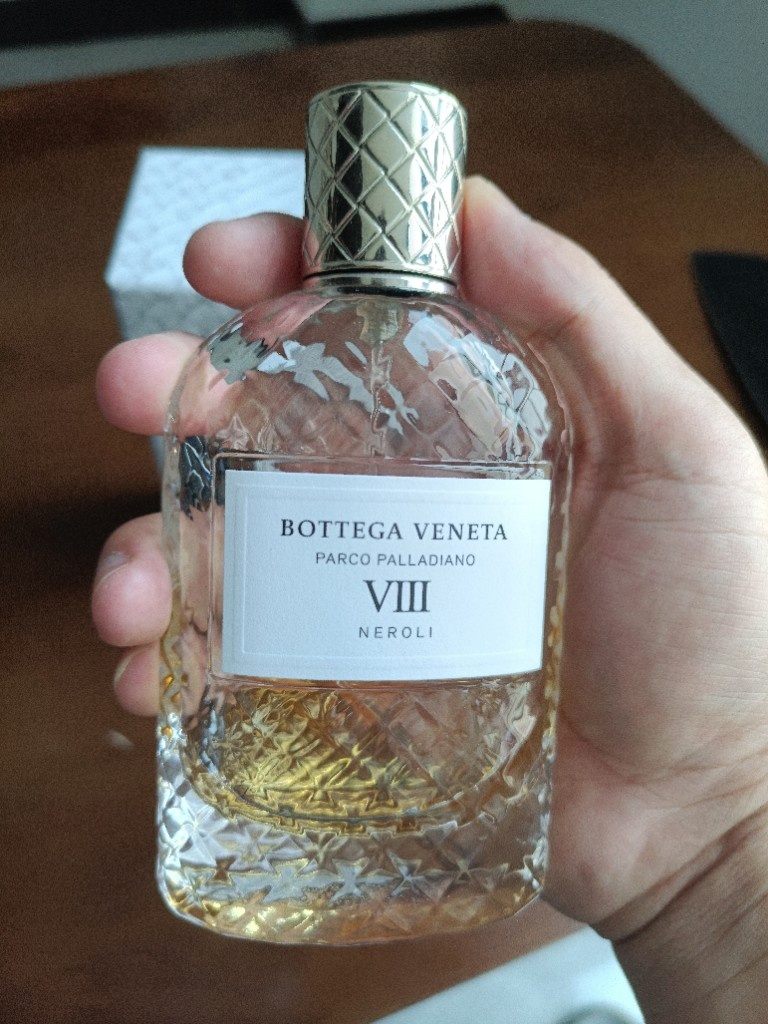 BOTTEGA VENETA
PARCO PALLADIANO
VIII
NEROLI